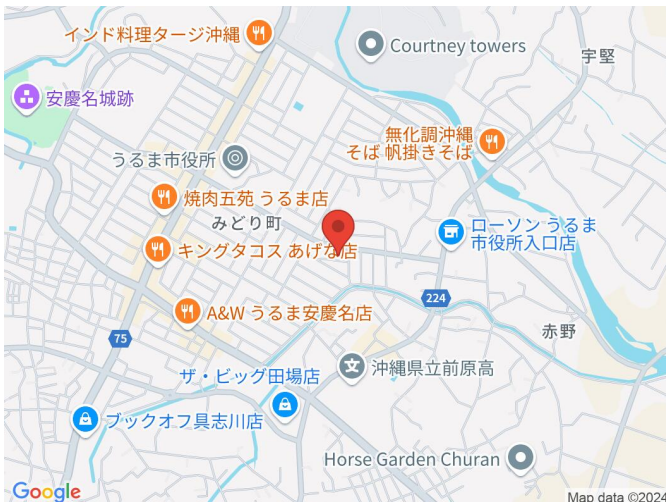 インド料理タージ沖縄
Courtney towers
宇堅
安慶名城跡
無化調沖縄
そば 帆掛きそば
うるま市役所
焼肉五苑 うるま店
みどり町
ローソン うるま
市役所入口店
キングタコス あげな店
224
A&W うるま安慶名店
75
赤野
沖縄県立前原高
ザ・ビッグ田場店
ブックオフ具志川店
Horse Garden Churan
Google
Map data ©2024